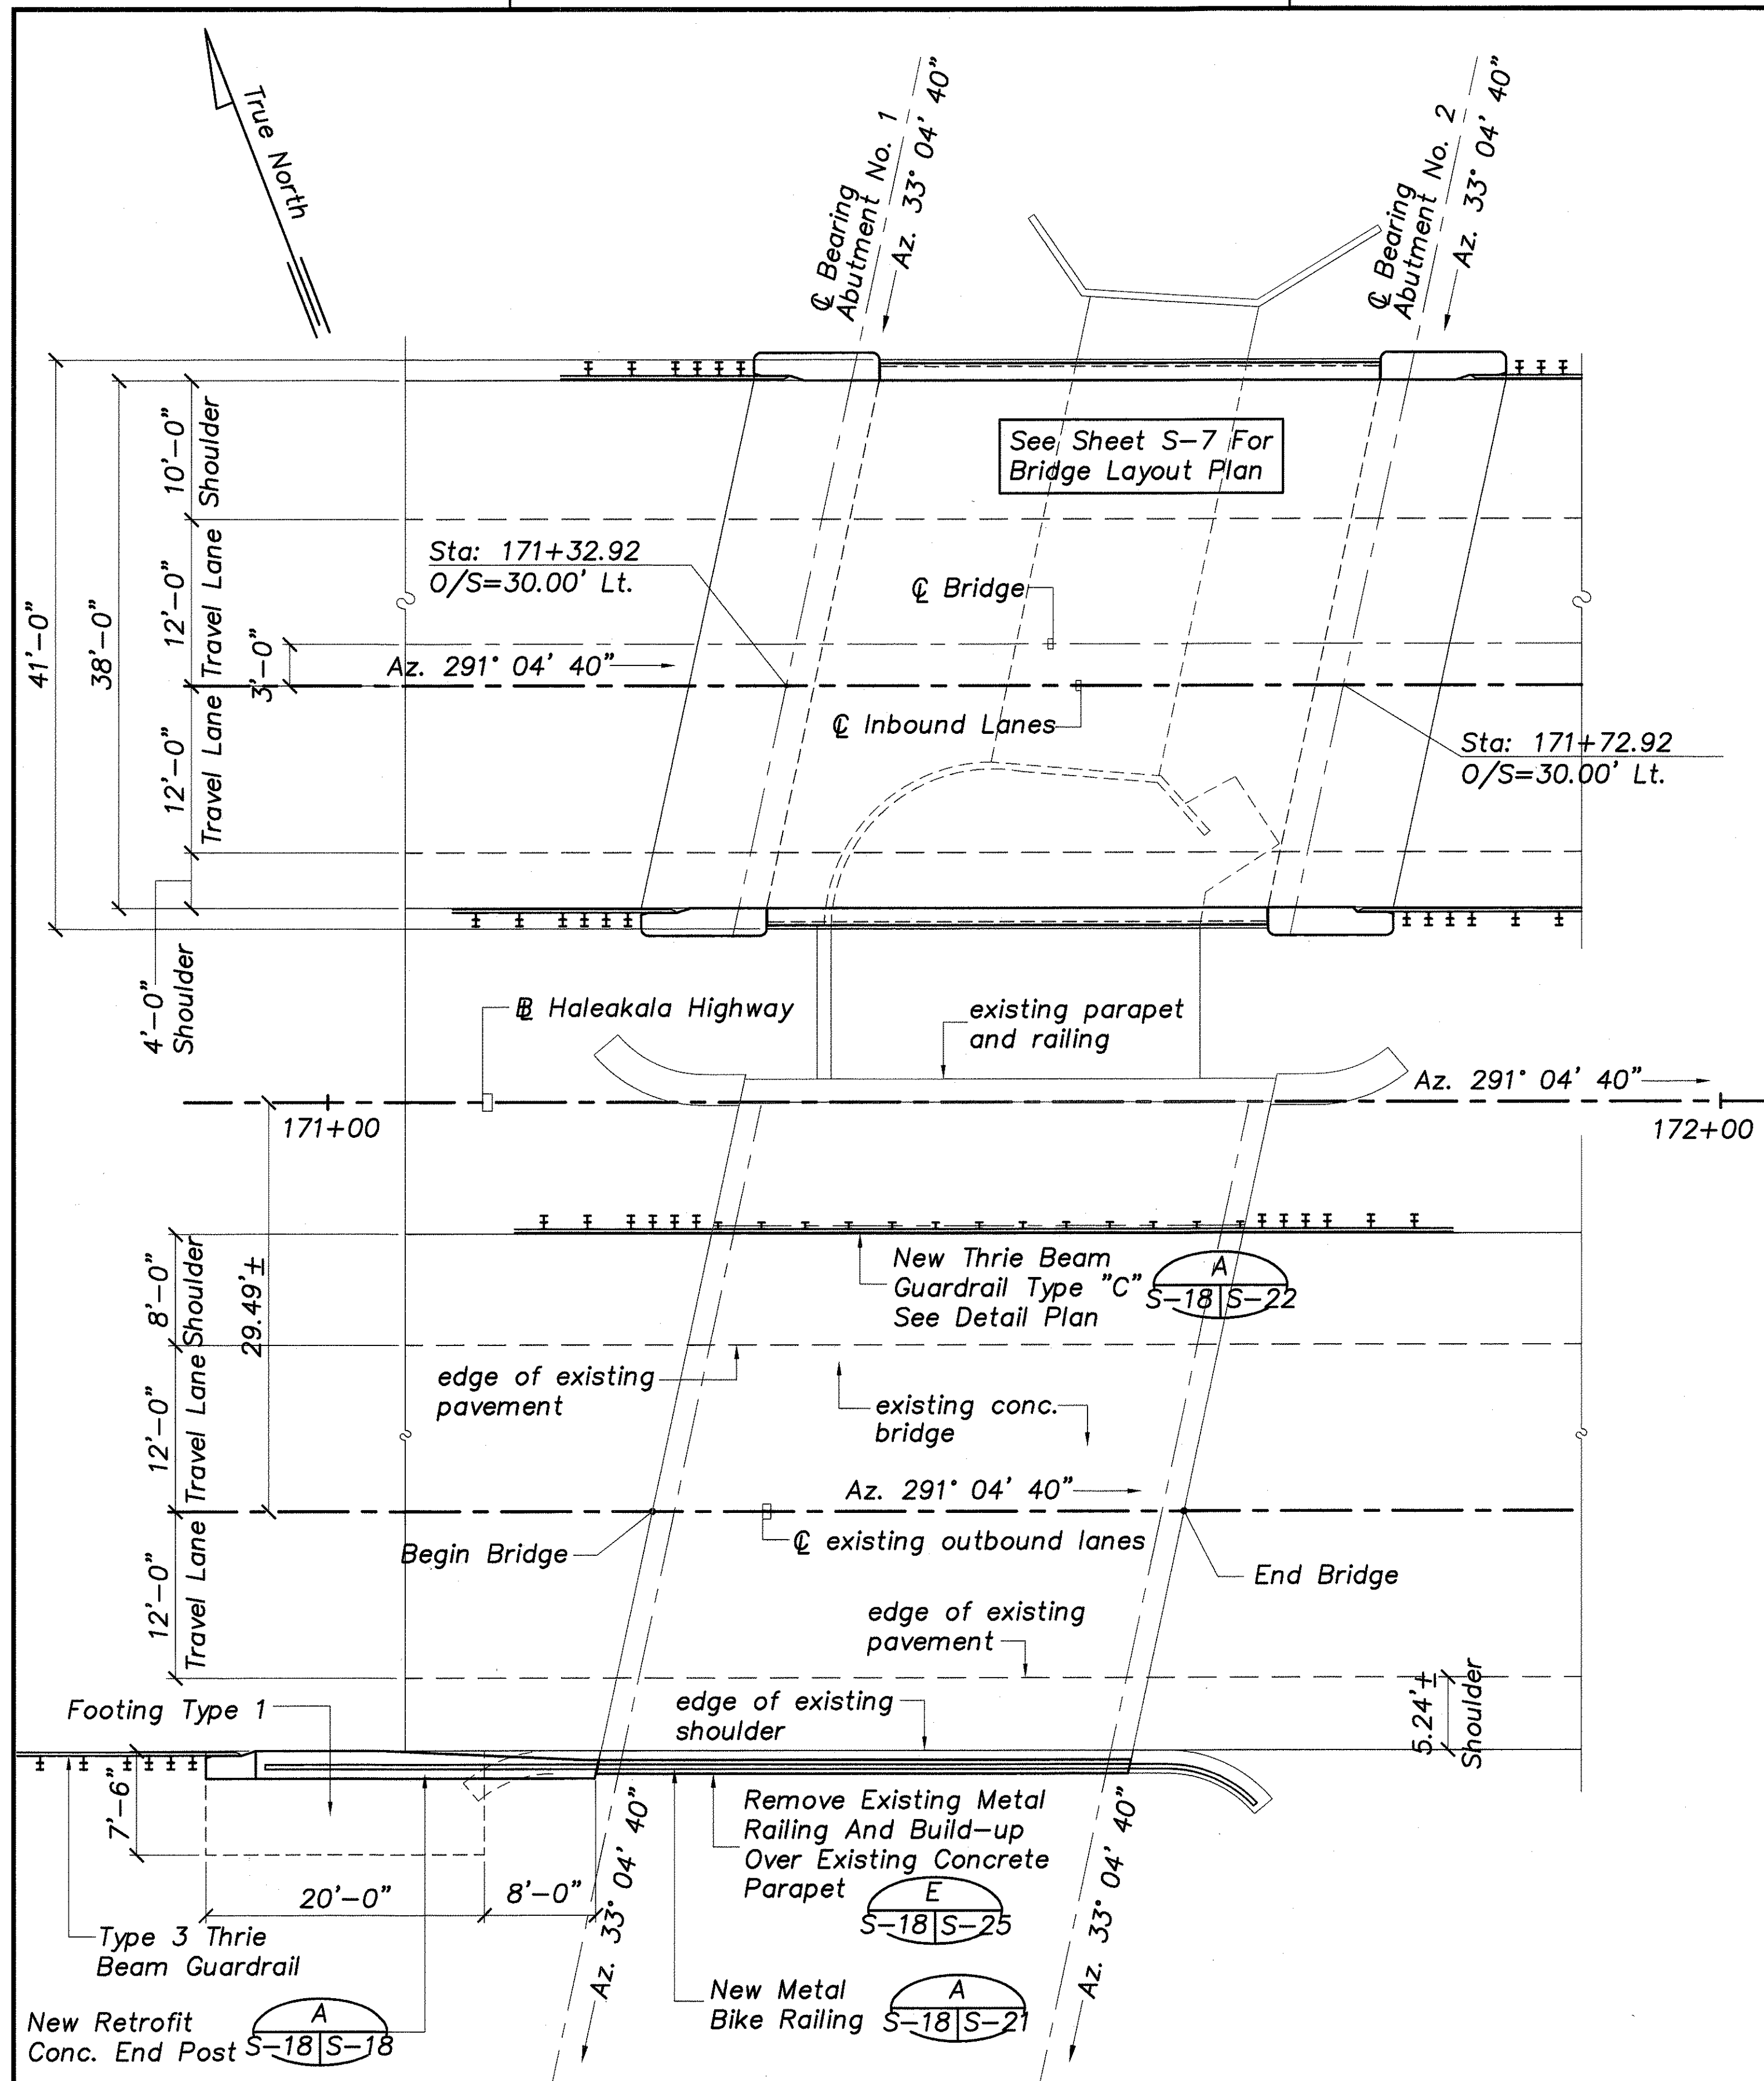 True North
℄ Bearing
Abutment No. 1
Az. 33° 04' 40"
℄ Bearing
Abutment No. 2
Az. 33° 04' 40"
See Sheet S-7 For
Bridge Layout Plan
41'-0"
38'-0"
10'-0"
Shoulder
12'-0"
Travel Lane
3'-0"
12'-0"
Travel Lane
4'-0"
Shoulder
Sta: 171+32.92
O/S=30.00' Lt.
℄ Bridge
Az. 291° 04' 40"
℄ Inbound Lanes
Sta: 171+72.92
O/S=30.00' Lt.
BL Haleakala Highway
existing parapet
and railing
Az. 291° 04' 40"
171+00
172+00
8'-0"
Shoulder
29.49'±
12'-0"
Travel Lane
12'-0"
Travel Lane
New Thrie Beam
Guardrail Type "C"
See Detail Plan
A
S-18 S-22
edge of existing
pavement
existing conc.
bridge
Az. 291° 04' 40"
Begin Bridge
℄ existing outbound lanes
End Bridge
edge of existing
pavement
5.24'±
Shoulder
Footing Type 1
edge of existing
shoulder
7'-6"
20'-0"
8'-0"
Az. 33° 04' 40"
Az. 33° 04' 40"
Remove Existing Metal
Railing And Build-up
Over Existing Concrete
Parapet
E
S-18 S-25
Type 3 Thrie
Beam Guardrail
New Metal
Bike Railing
A
S-18 S-21
New Retrofit
Conc. End Post
A
S-18 S-18